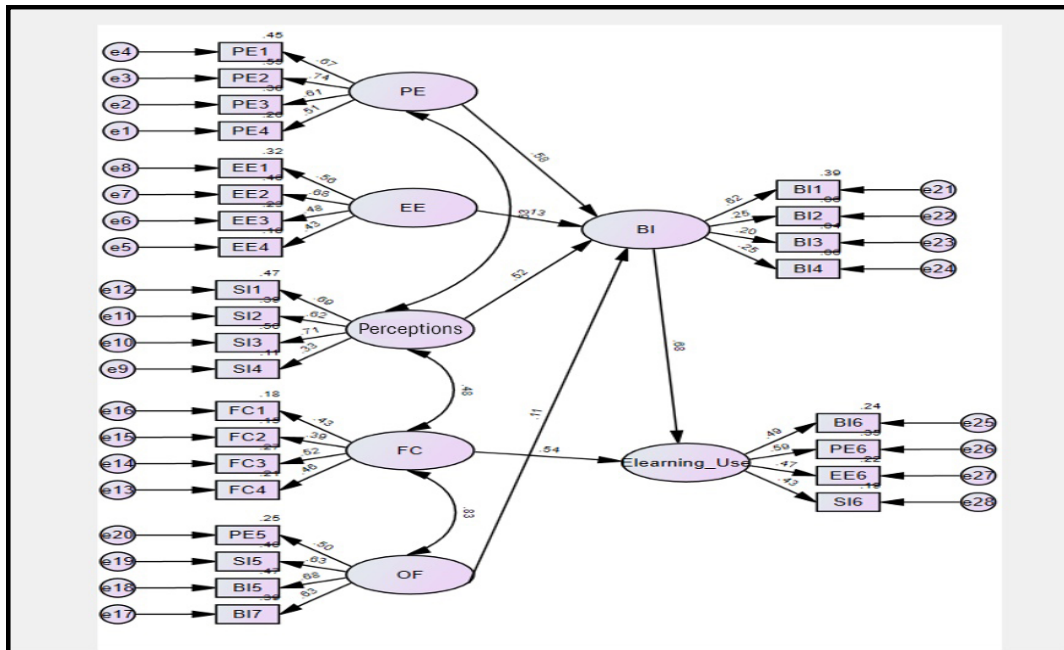 .45
e4 PE1 .67
e3 PE2 .74
e2 PE3 .61
e1 PE4 .51
PE
.58
.32
e8 EE1 .56
e7 EE2 .68
e6 EE3 .48
e5 EE4 .43
EE
.13
.47
e12 SI1 .69
e11 SI2 .62
e10 SI3 .71
e9 SI4 .33
.11
Perceptions
.52
.48
.18
e16 FC1 .43
e15 FC2 .39
e14 FC3 .52
e13 FC4 .46
FC
.54
.83
.25
e20 PE5 .50
e19 SI5 .63
e18 BI5 .68
e17 BI7 .63
OF
.11
BI
.39
.62 BI1 e21
.25 BI2 e22
.20 BI3 e23
.25 BI4 e24
.68
Elearning_Use
.24
.49 BI6 e25
.59 PE6 e26
.47 EE6 e27
.43 SI6 e28